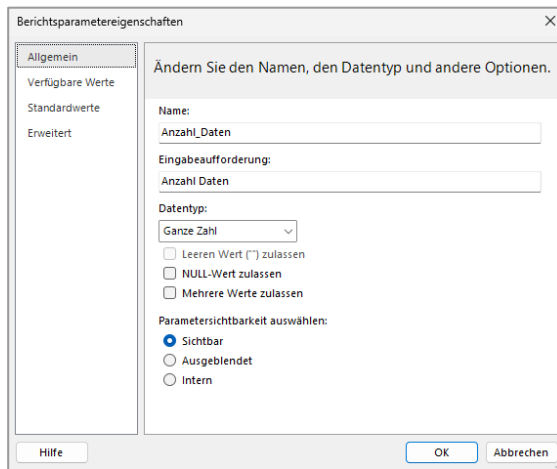 Berichtsparametereigenschaften
Allgemein
Verfügbare Werte
Standardwerte
Erweitert
Ändern Sie den Namen, den Datentyp und andere Optionen.
Name:
Anzahl_Daten
Eingabeaufforderung:
Anzahl Daten
Datentyp:
Ganze Zahl
Leeren Wert ("") zulassen
NULL-Wert zulassen
Mehrere Werte zulassen
Parametersichtbarkeit auswählen:
Sichtbar
Ausgeblendet
Intern
Hilfe
OK
Abbrechen